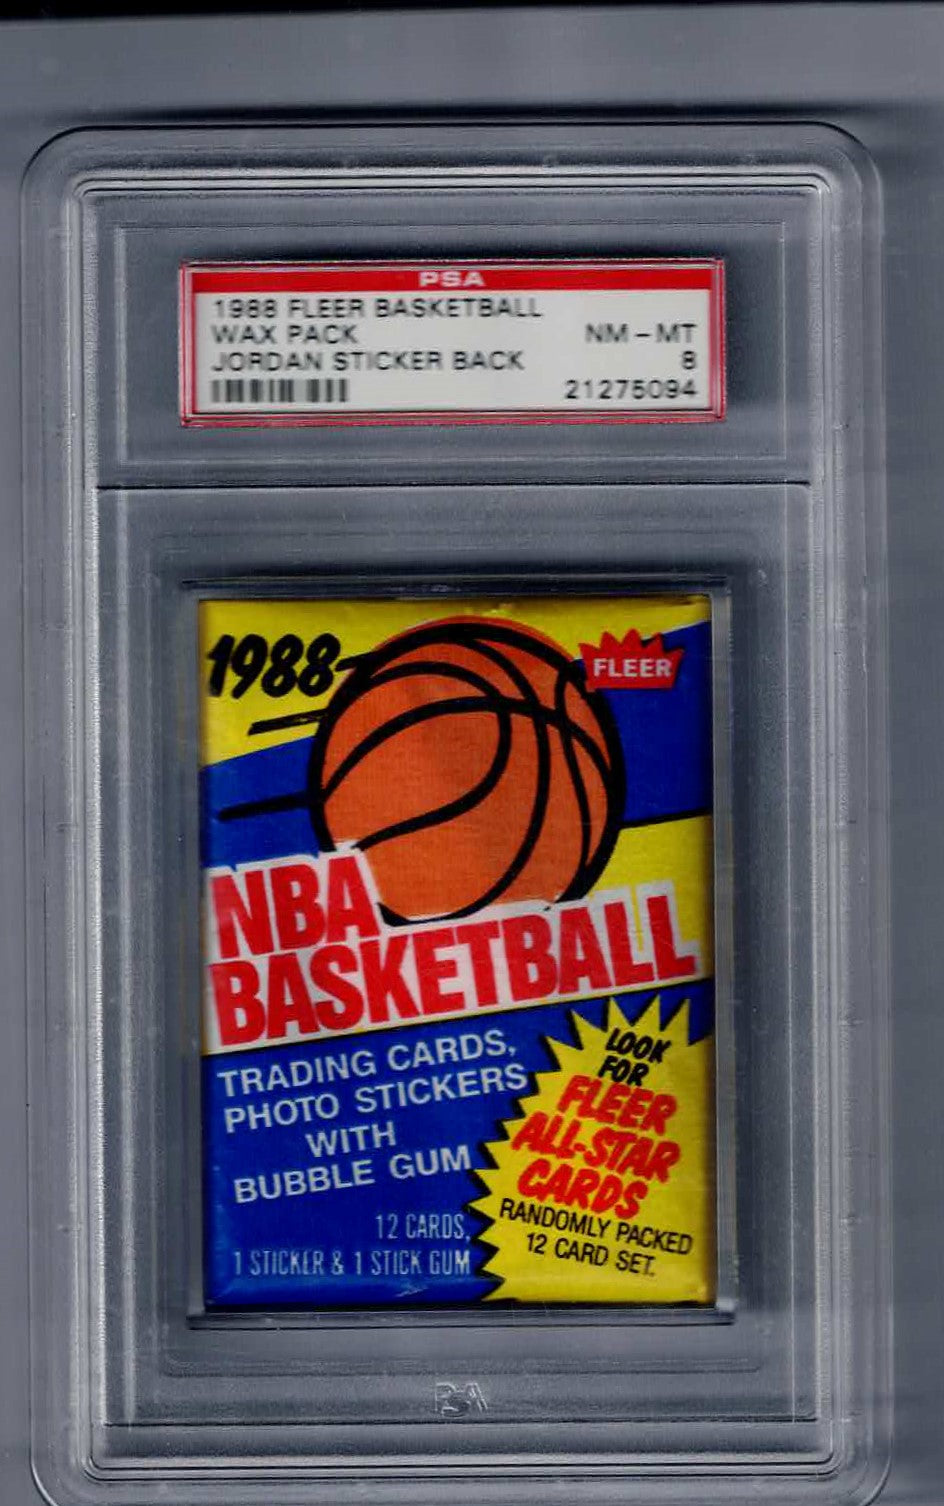 PSA
1988 FLEER BASKETBALL
WAX PACK NM - MT
JORDAN STICKER BACK 8
21275094
1988
FLEER
NBA
BASKETBALL
TRADING CARDS,
PHOTO STICKERS
WITH
BUBBLE GUM
12 CARDS,
1 STICKER & 1 STICK GUM
LOOK
FOR
FLEER
ALL-STAR
CARDS
RANDOMLY PACKED
12 CARD SET.
PSA